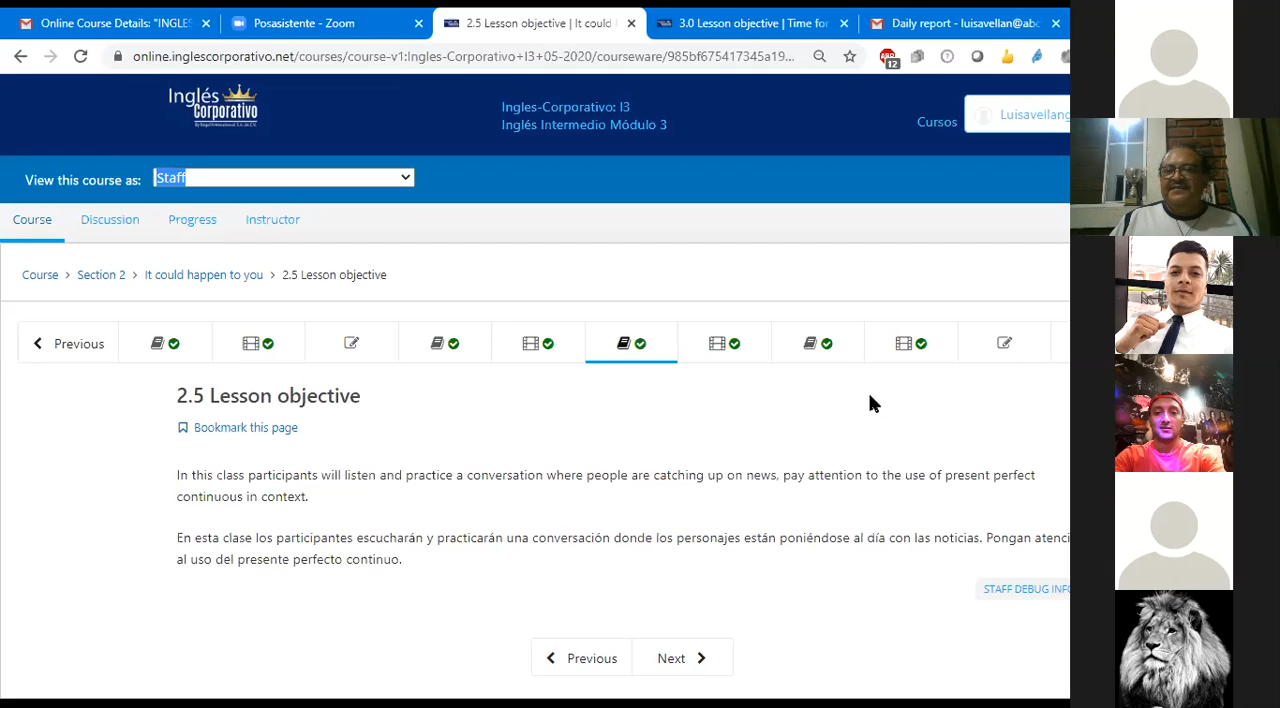 Online Course Details: "INGLES
Posasistente - Zoom
2.5 Lesson objective | It could
3.0 Lesson objective | Time for
Daily report - luisavellan@abc
online.inglescorporativo.net/courses/course-v1:Ingles-Corporativo+I3+05-2020/courseware/985bf675417345a19...
12
Inglés
Corporativo
Ingles-Corporativo: I3
Inglés Intermedio Módulo 3
Cursos
Luisavellang
View this course as:
Staff
Course
Discussion
Progress
Instructor
Course > Section 2 > It could happen to you > 2.5 Lesson objective
Previous
2.5 Lesson objective
Bookmark this page
In this class participants will listen and practice a conversation where people are catching up on news, pay attention to the use of present perfect
continuous in context.
En esta clase los participantes escucharán y practicarán una conversación donde los personajes están poniéndose al día con las noticias. Pongan atenci
al uso del presente perfecto continuo.
STAFF DEBUG INFO
Previous
Next